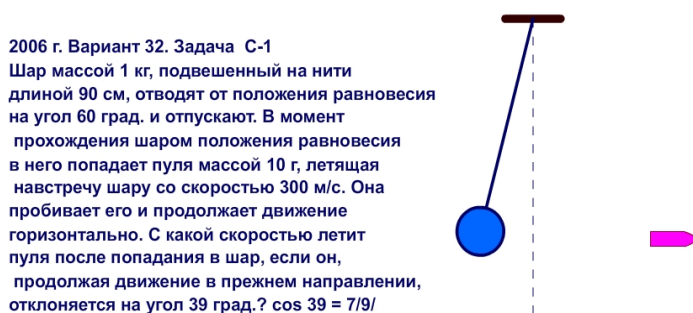 2006 г. Вариант 32. Задача С-1
Шар массой 1 кг, подвешенный на нити
длиной 90 см, отводят от положения равновесия
на угол 60 град. и отпускают. В момент
прохождения шаром положения равновесия
в него попадает пуля массой 10 г, летящая
навстречу шару со скоростью 300 м/с. Она
пробивает его и продолжает движение
горизонтально. С какой скоростью летит
пуля после попадания в шар, если он,
продолжая движение в прежнем направлении,
отклоняется на угол 39 град.? cos 39 = 7/9/